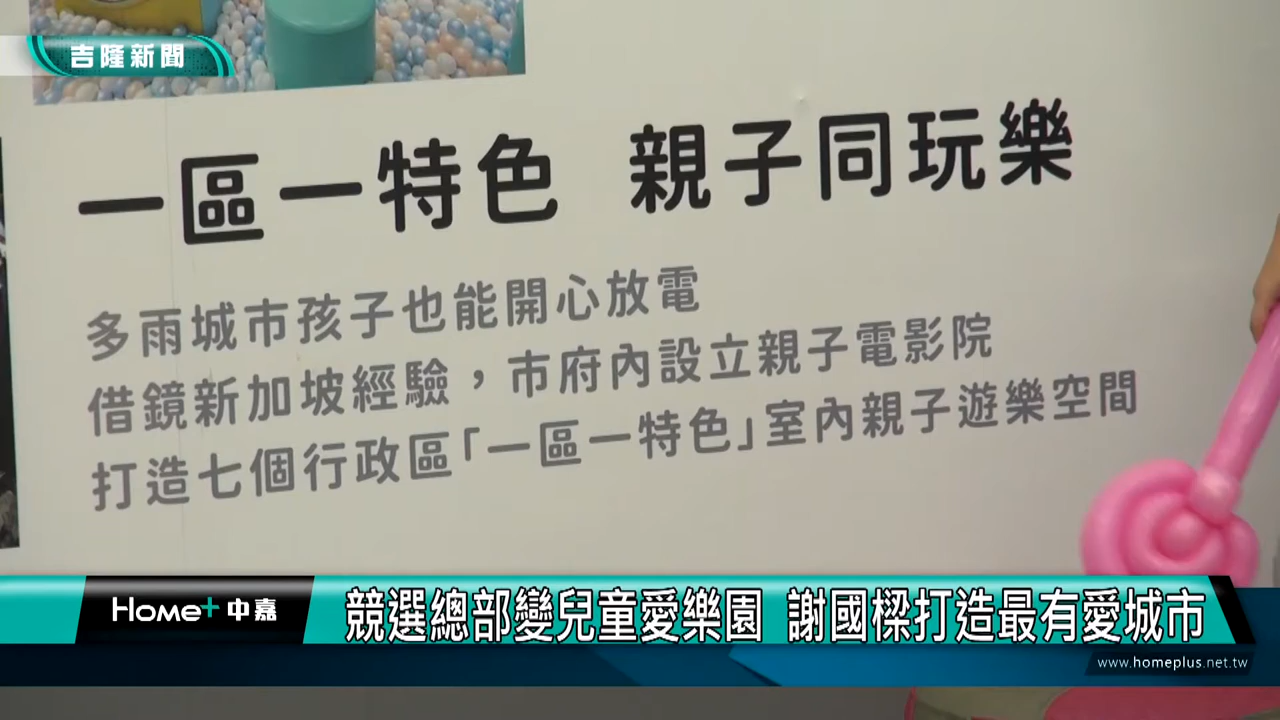 吉隆新聞
一區一特色 親子同玩樂
多雨城市孩子也能開心放電
借鏡新加坡經驗，市府內設立親子電影院
打造七個行政區「一區一特色」室內親子遊樂空間
Home+中嘉
競選總部變兒童愛樂園 謝國樑打造最有愛城市
www.homeplus.net.tw